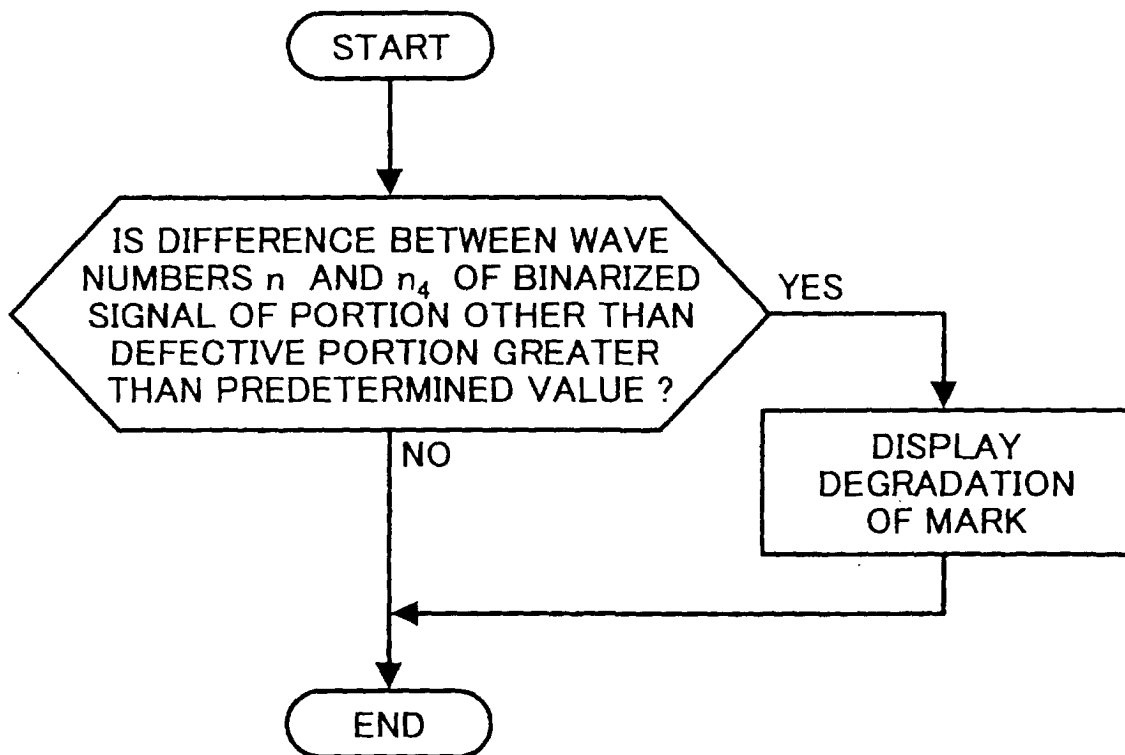 START
IS DIFFERENCE BETWEEN WAVE
NUMBERS n AND n₄ OF BINARIZED
SIGNAL OF PORTION OTHER THAN
DEFECTIVE PORTION GREATER
THAN PREDETERMINED VALUE ?
YES
NO
DISPLAY
DEGRADATION
OF MARK
END